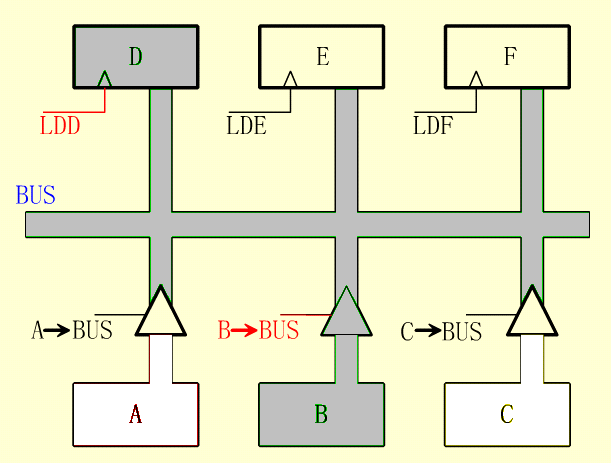 D E F
LDD LDE LDF
BUS
A→BUS B→BUS C→BUS
A B C